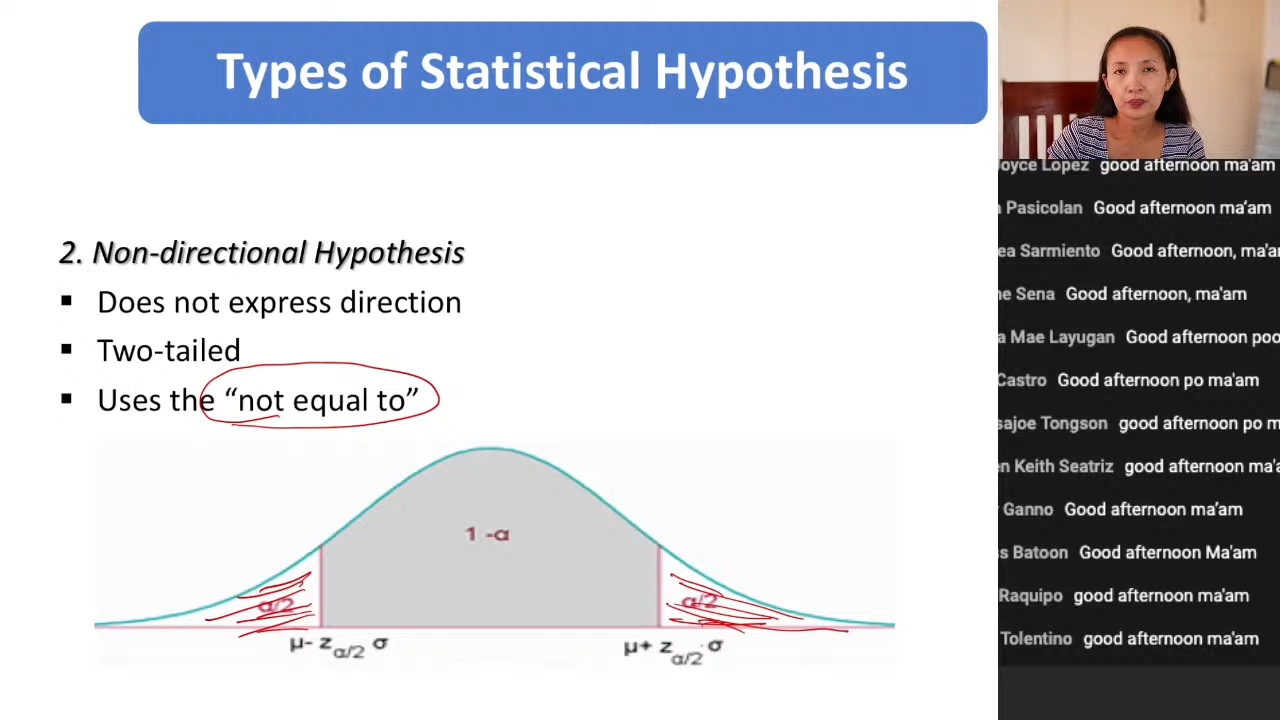 Types of Statistical Hypothesis
2. Non-directional Hypothesis
▪ Does not express direction
▪ Two-tailed
▪ Uses the “not equal to”
1 -α
α/2
α/2
μ- z α/2 σ
μ+ z α/2 σ
Joyce Lopez good afternoon ma'am
Pasicolan Good afternoon ma'am
Sarmiento Good afternoon, ma'am
Sena Good afternoon, ma'am
Mae Layugan Good afternoon poo
Castro Good afternoon po ma'am
Tongson good afternoon po m
Keith Seatriz good afternoon ma'a
Ganno Good afternoon ma'am
Batoon Good afternoon Ma'am
Raquipo good afternoon ma'am
Tolentino good afternoon ma'am